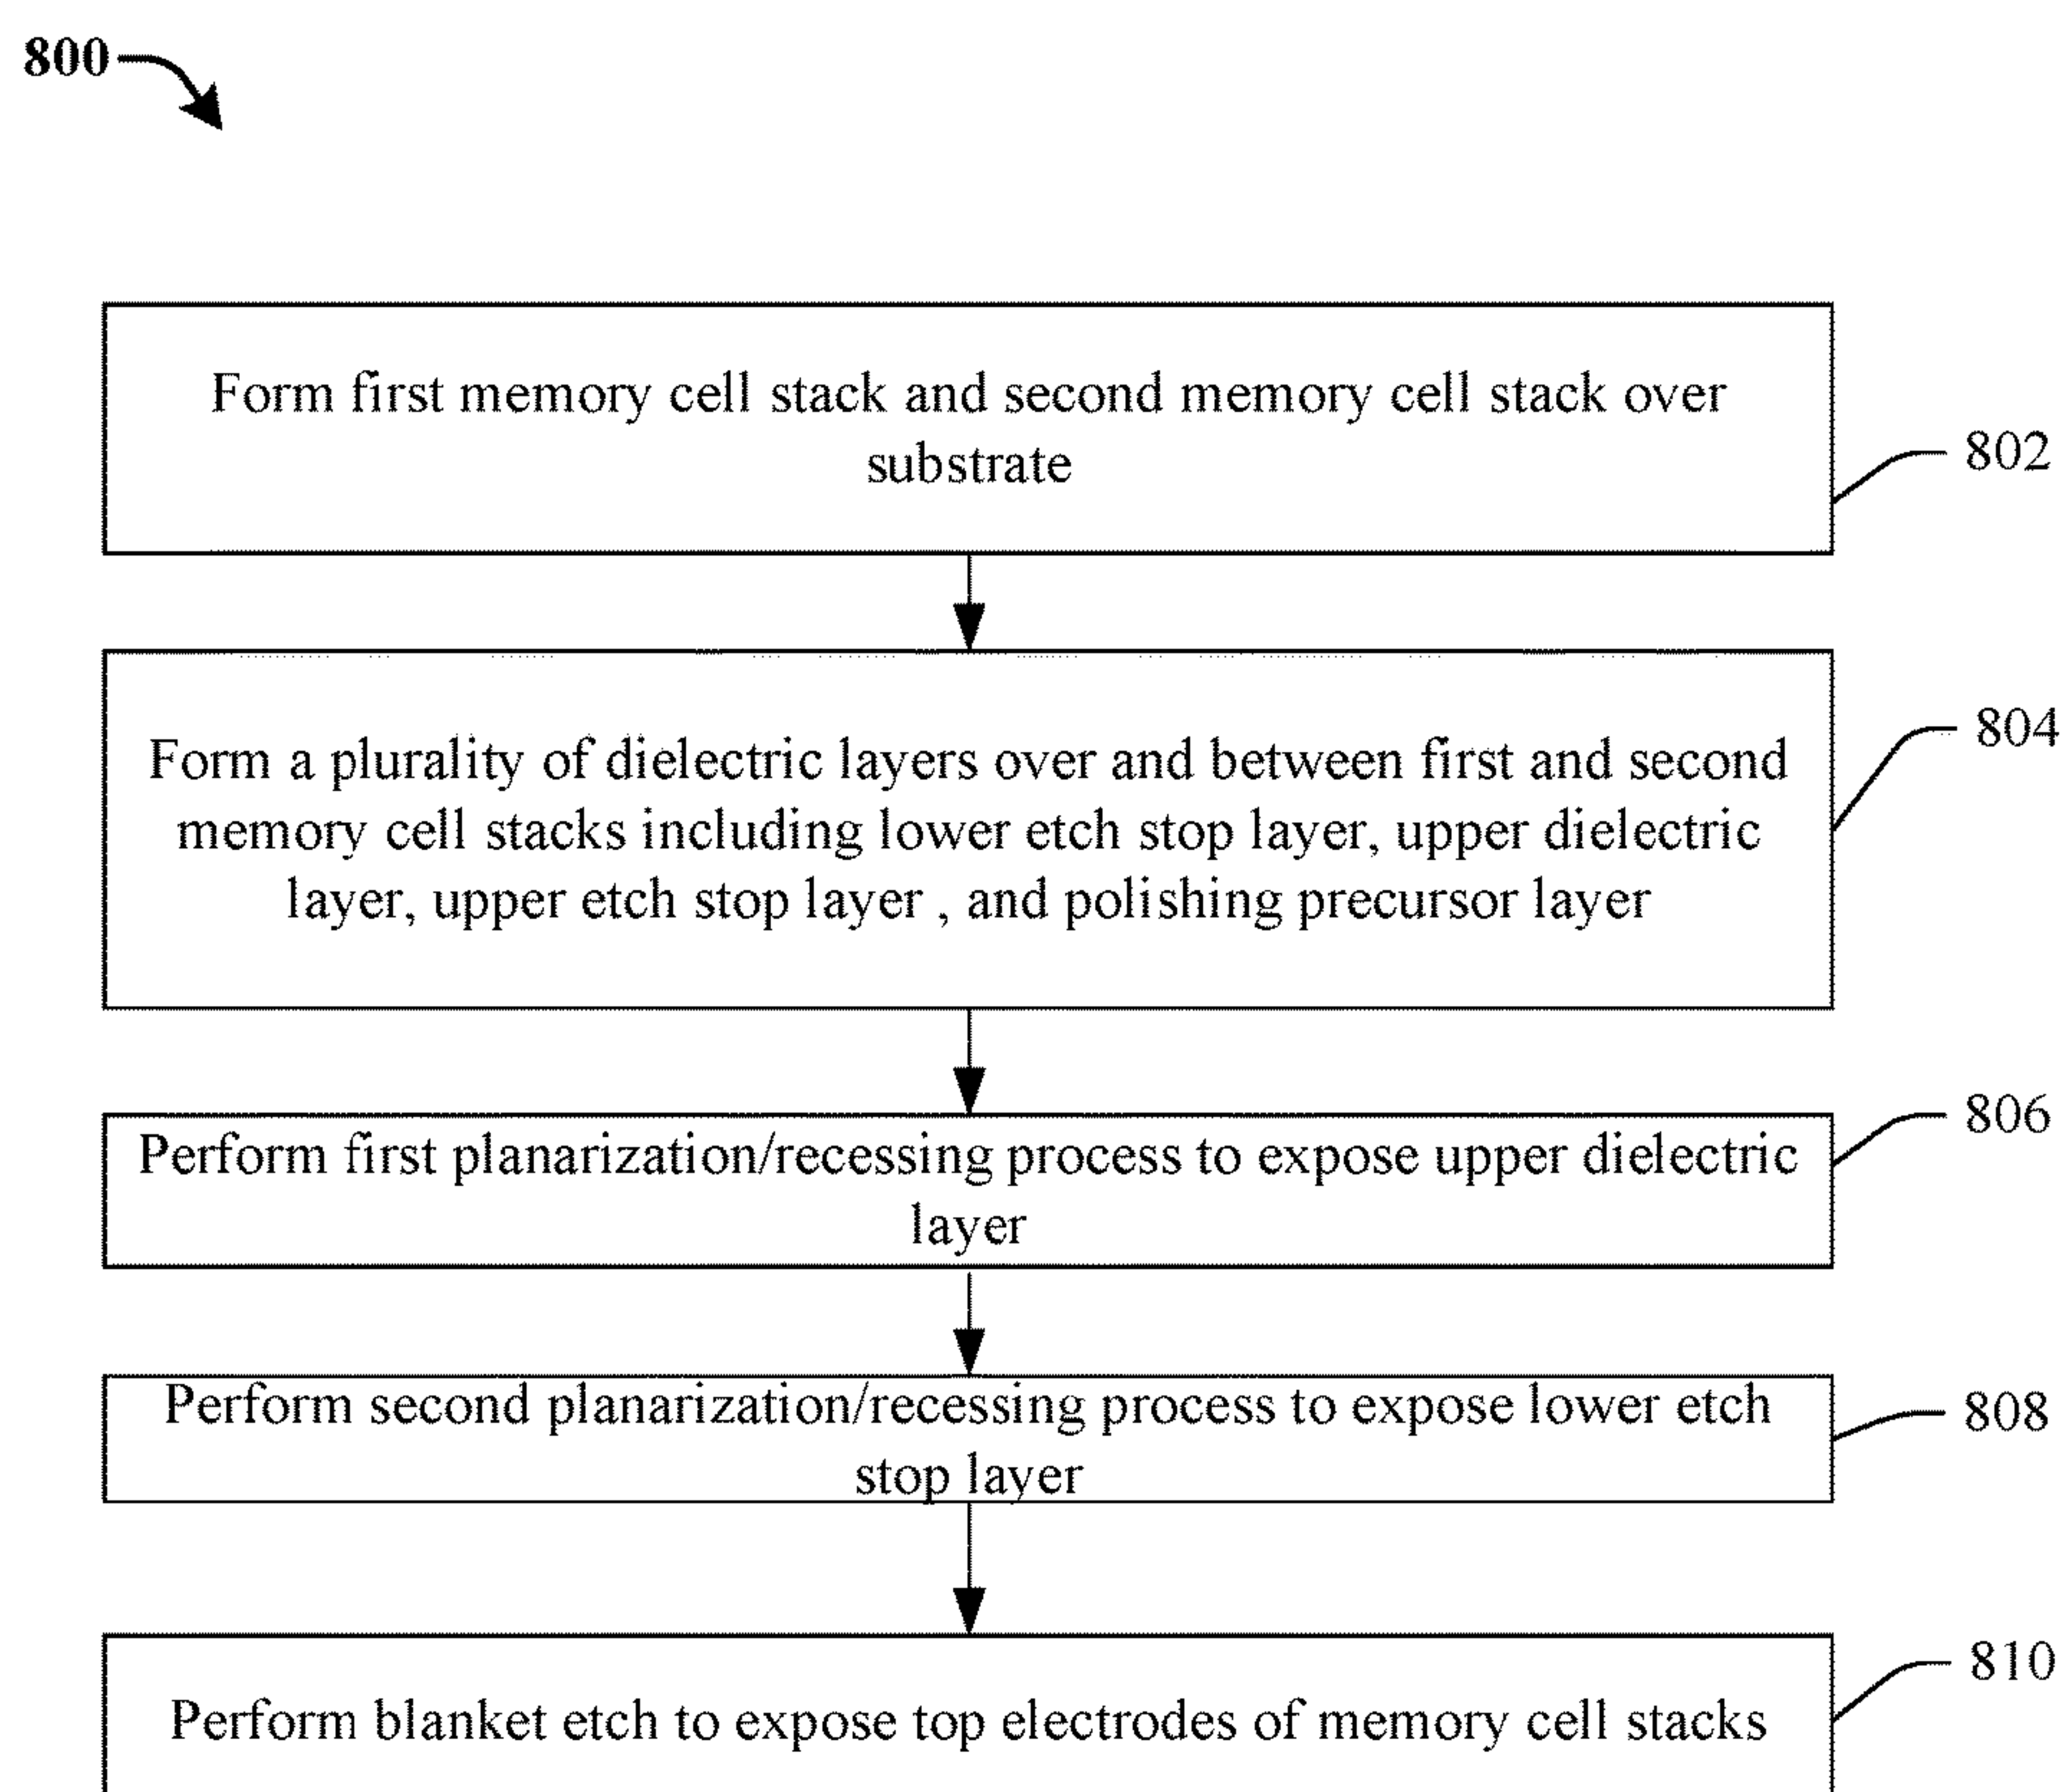 800
Form first memory cell stack and second memory cell stack over
substrate
802
Form a plurality of dielectric layers over and between first and second
memory cell stacks including lower etch stop layer, upper dielectric
layer, upper etch stop layer , and polishing precursor layer
804
Perform first planarization/recessing process to expose upper dielectric
layer
806
Perform second planarization/recessing process to expose lower etch
stop layer
808
Perform blanket etch to expose top electrodes of memory cell stacks
810